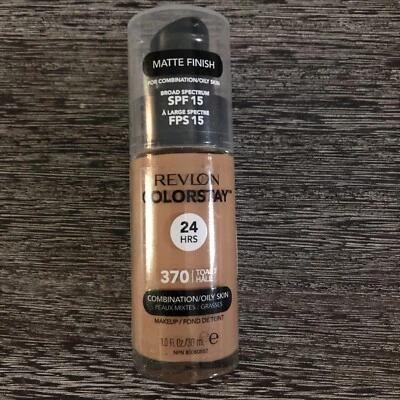 MATTE FINISH
FOR COMBINATION/OILY SKIN
BROAD SPECTRUM
SPF 15
À LARGE SPECTRE
FPS 15
REVLON
COLORSTAY™
24
HRS
370 TOAST
COMBINATION/OILY SKIN
PEAUX MIXTES / GRASSES
MAKEUP / FOND DE TEINT
1.0 fl. oz/30 ml e